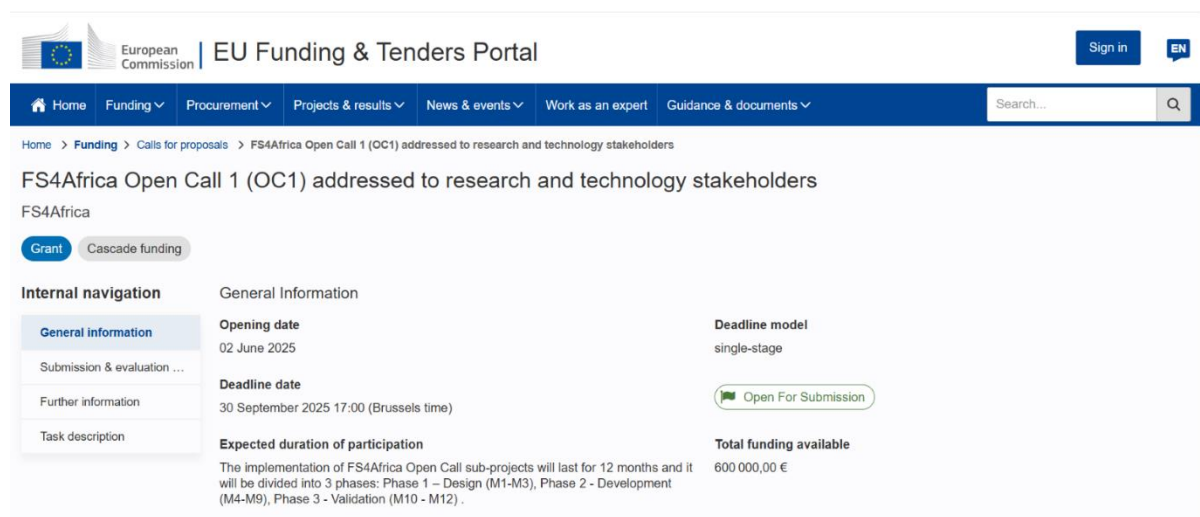 European
Commission
EU Funding & Tenders Portal
Sign in
EN
Home Funding Procurement Projects & results News & events Work as an expert Guidance & documents Search...
Home > Funding > Calls for proposals > FS4Africa Open Call 1 (OC1) addressed to research and technology stakeholders
FS4Africa Open Call 1 (OC1) addressed to research and technology stakeholders
FS4Africa
Grant Cascade funding
Internal navigation
General information
Submission & evaluation ...
Further information
Task description
General Information
Opening date
02 June 2025
Deadline model
single-stage
Deadline date
30 September 2025 17:00 (Brussels time)
Open For Submission
Expected duration of participation
The implementation of FS4Africa Open Call sub-projects will last for 12 months and it
will be divided into 3 phases: Phase 1 – Design (M1-M3), Phase 2 - Development
(M4-M9), Phase 3 - Validation (M10 - M12) .
Total funding available
600 000,00 €